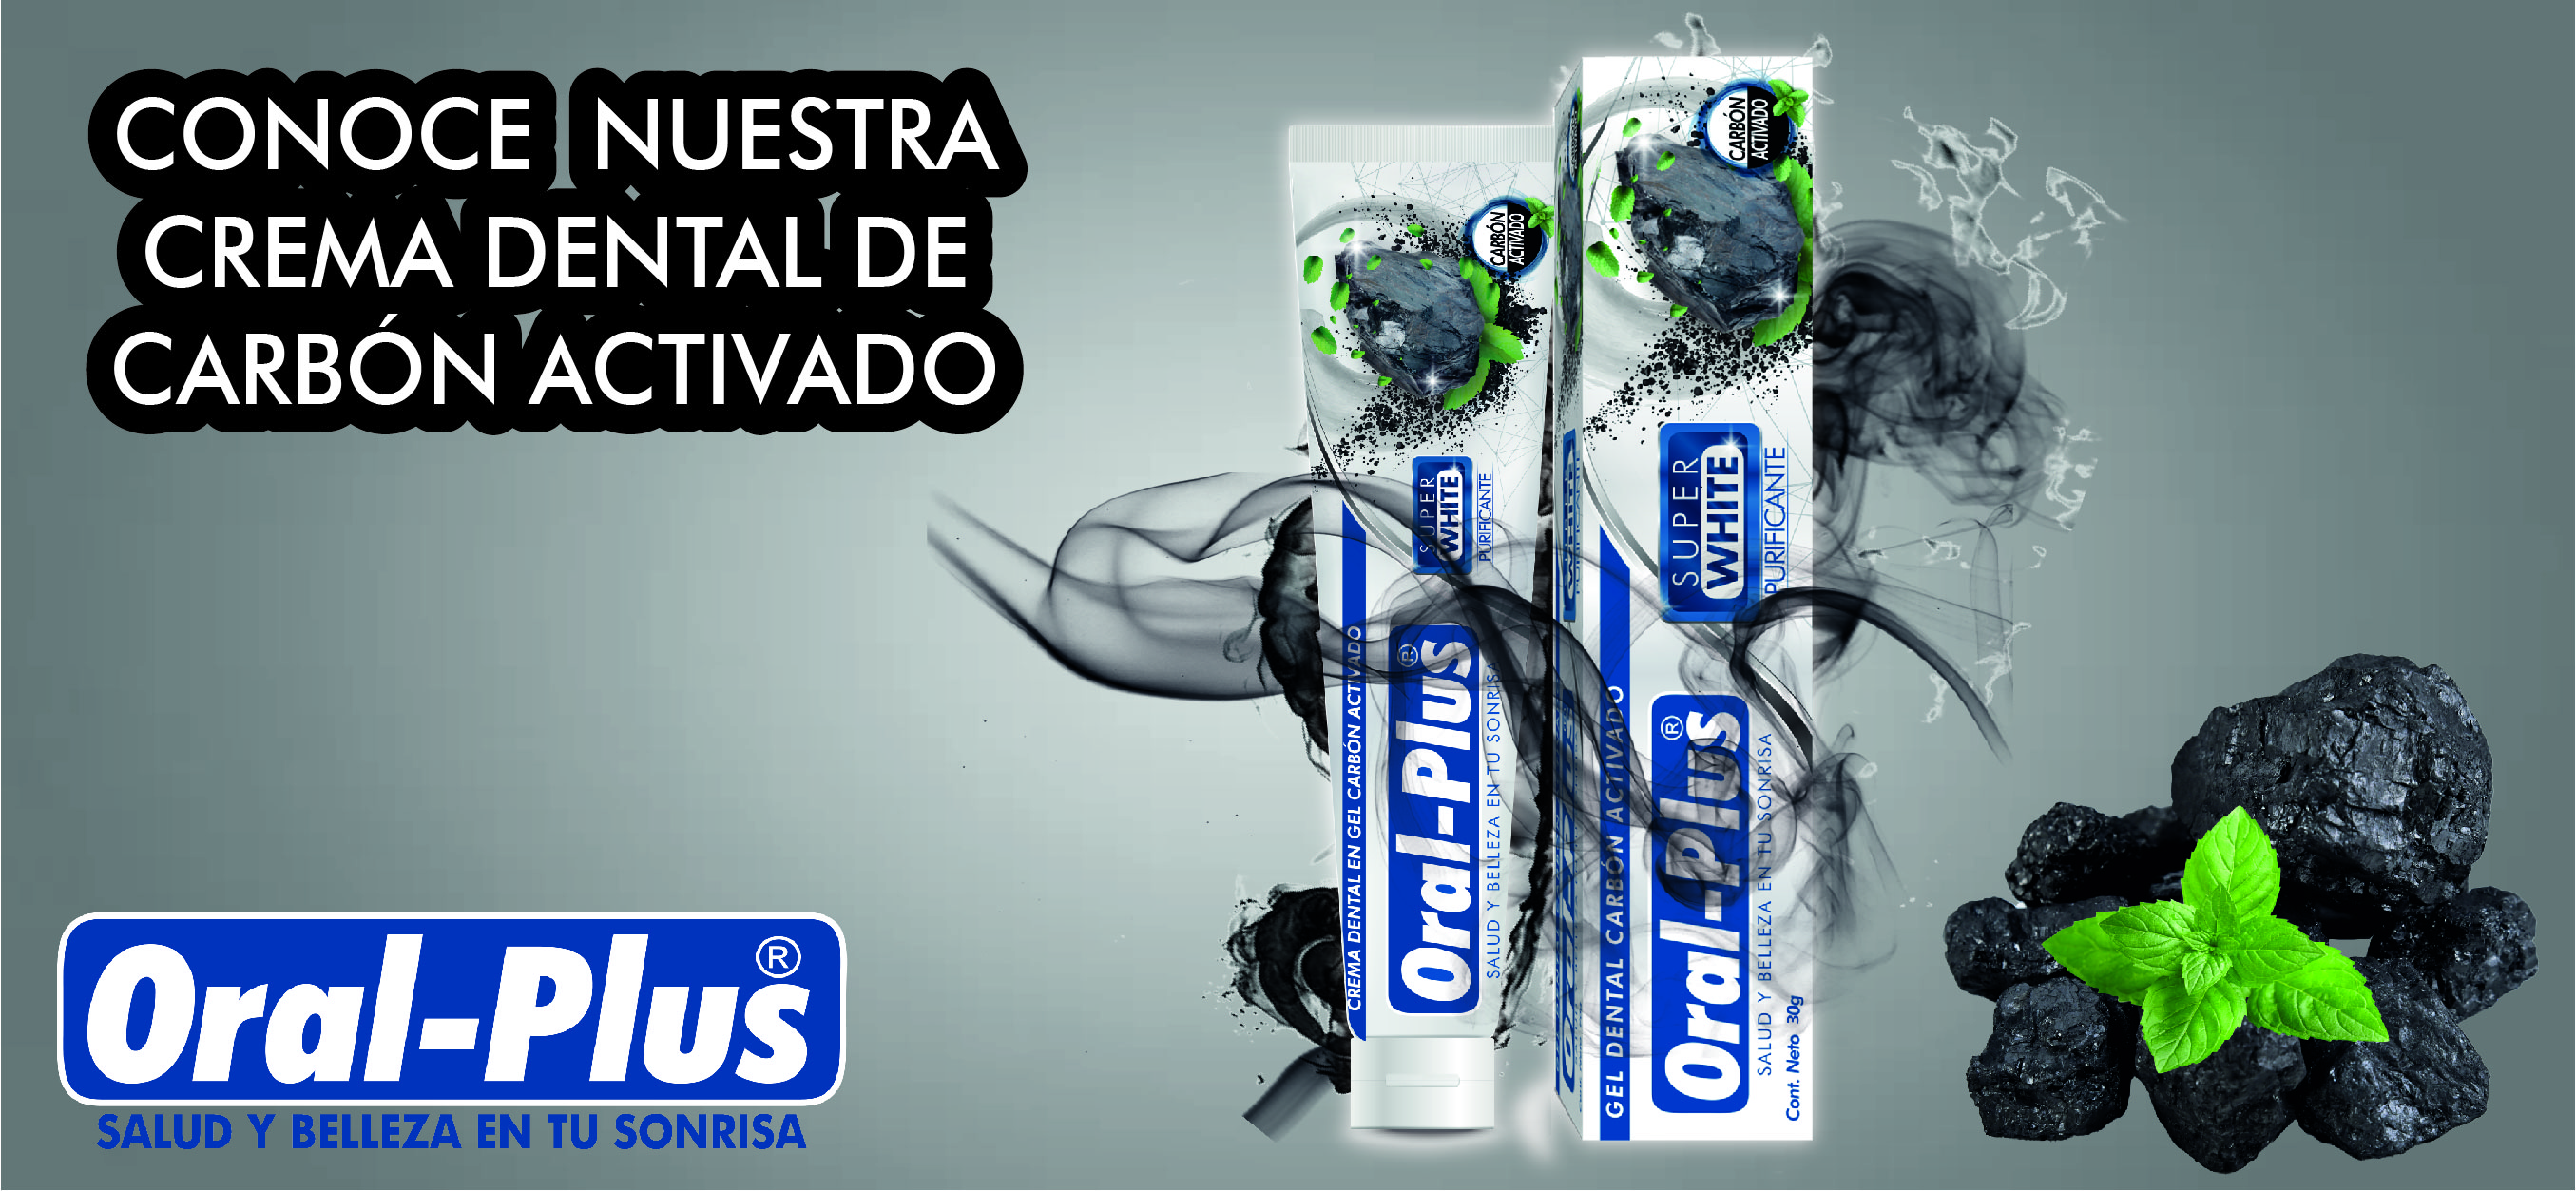 CONOCE NUESTRA
CREMA DENTAL DE
CARBÓN ACTIVADO
Oral-Plus®
SALUD Y BELLEZA EN TU SONRISA
CARBÓN
ACTIVADO
SUPER
WHITE
PURIFICANTE
CREMA DENTAL EN GEL CARBÓN ACTIVADO
Oral-Plus®
SALUD Y BELLEZA EN TU SONRISA
CARBÓN
ACTIVADO
SUPER
WHITE
PURIFICANTE
GEL DENTAL CARBÓN ACTIVADO
Oral-Plus®
SALUD Y BELLEZA EN TU SONRISA
Cont. Neto 30g